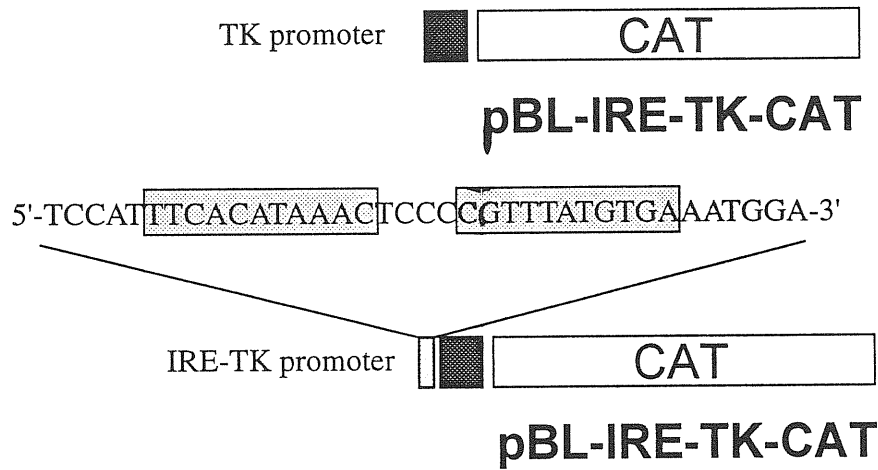 TK promoter CAT
pBL-IRE-TK-CAT
5'-TCCATTTCACATAAACTCCCCGTTTATGTGAAATGGA-3'
IRE-TK promoter CAT
pBL-IRE-TK-CAT